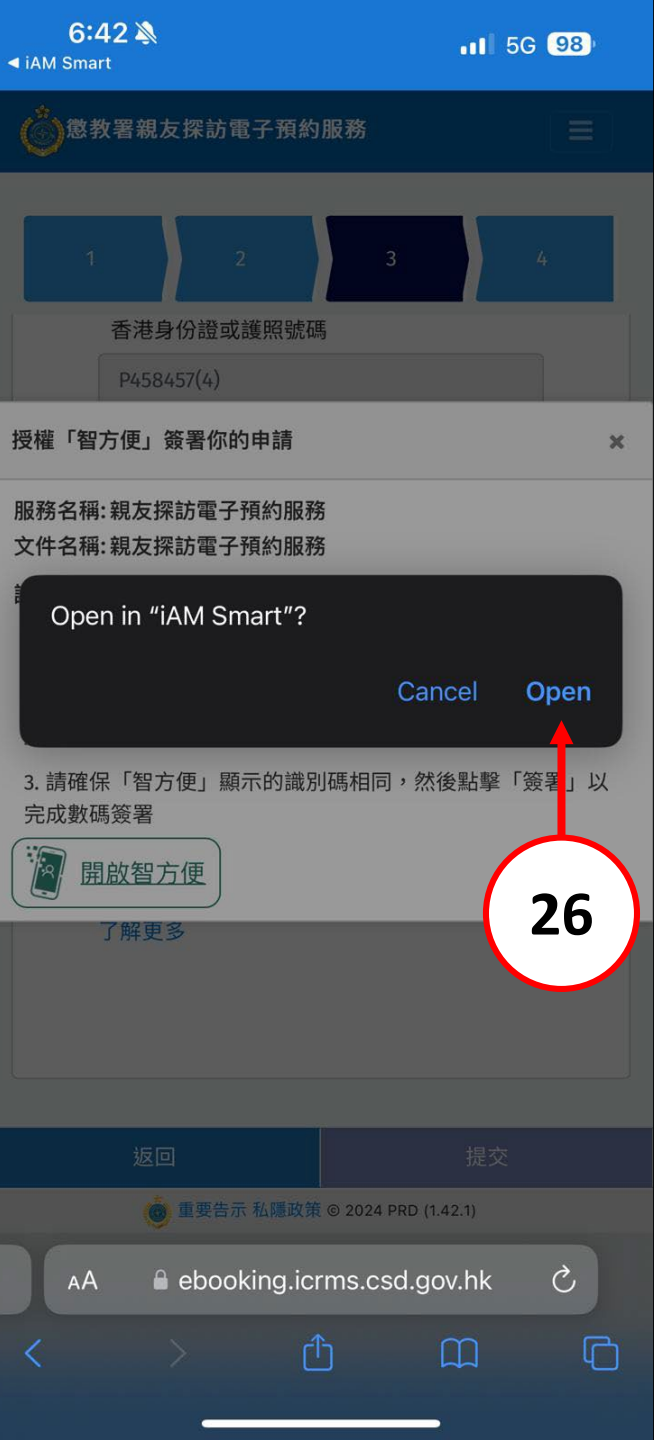 6:42
◀ iAM Smart
5G 98
懲教署親友探訪電子預約服務
1 2 3 4
香港身份證或護照號碼
P458457(4)
授權「智方便」簽署你的申請 ×
服務名稱: 親友探訪電子預約服務
文件名稱: 親友探訪電子預約服務
Open in “iAM Smart”?
Cancel Open
3. 請確保「智方便」顯示的識別碼相同，然後點擊「簽署」以
完成數碼簽署
開啟智方便
26
了解更多
返回 提交
重要告示 私隱政策 © 2024 PRD (1.42.1)
AA ebooking.icrms.csd.gov.hk